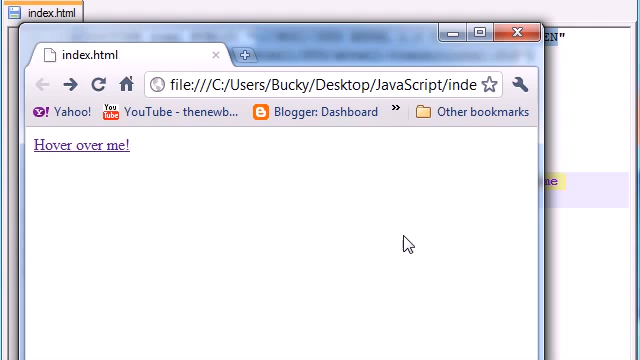 index.html
EN"
index.html
file:///C:/Users/Bucky/Desktop/JavaScript/inde
Yahoo!
YouTube - thenewb...
Blogger: Dashboard
»
Other bookmarks
Hover over me!
me